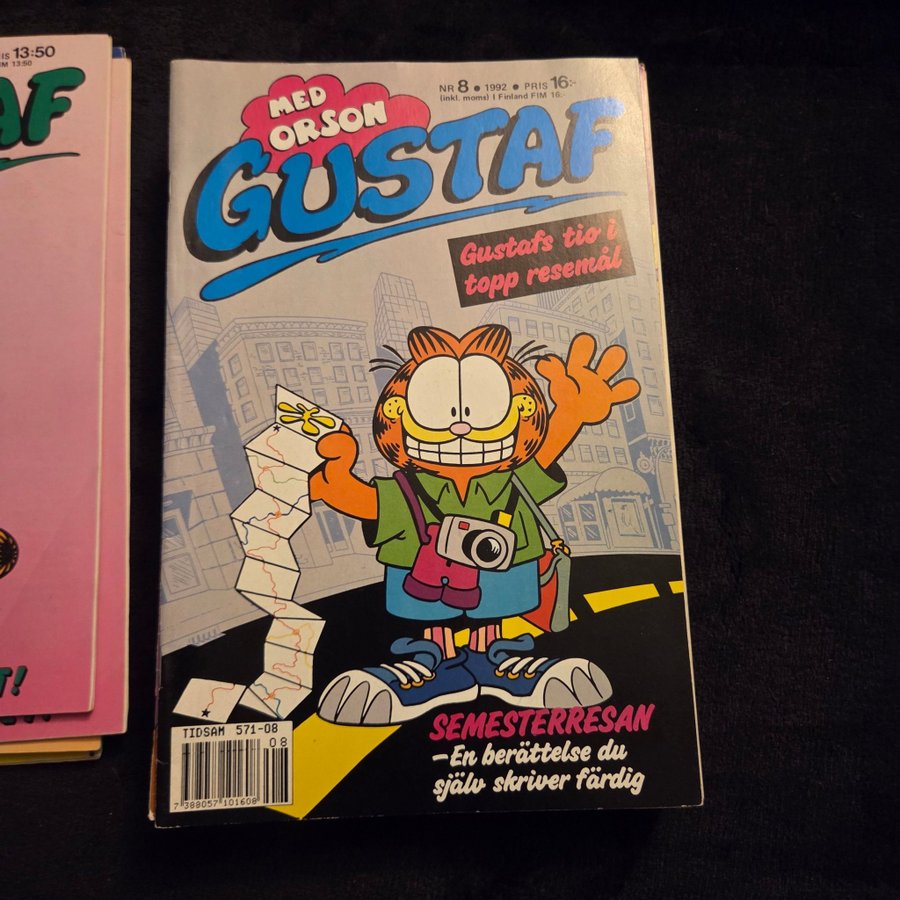 IS 13:50
IM 13:50
AF
T!
MED
ORSON
NR 8 • 1992 • PRIS 16:-
(inkl. moms) I Finland FIM 16:-
GUSTAF
Gustafs tio i
topp resemål
SEMESTERRESAN
–En berättelse du
själv skriver färdig
TIDSAM 571-08
08
7 388057 101608